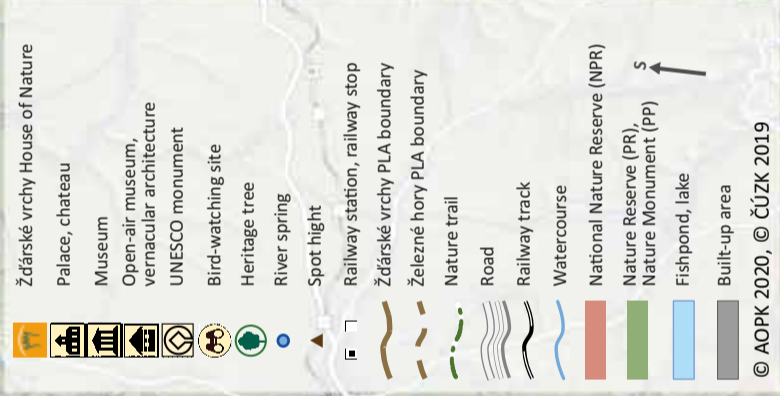 Žďárské vrchy House of Nature
Palace, chateau
Museum
Open-air museum,
vernacular architecture
UNESCO monument
Bird-watching site
Heritage tree
River spring
Spot hight
Railway station, railway stop
Žďárské vrchy PLA boundary
Železné hory PLA boundary
Nature trail
Road
Railway track
Watercourse
National Nature Reserve (NPR)
Nature Reserve (PR),
Nature Monument (PP)
Fishpond, lake
Built-up area
S
© AOPK 2020, © ČÚZK 2019